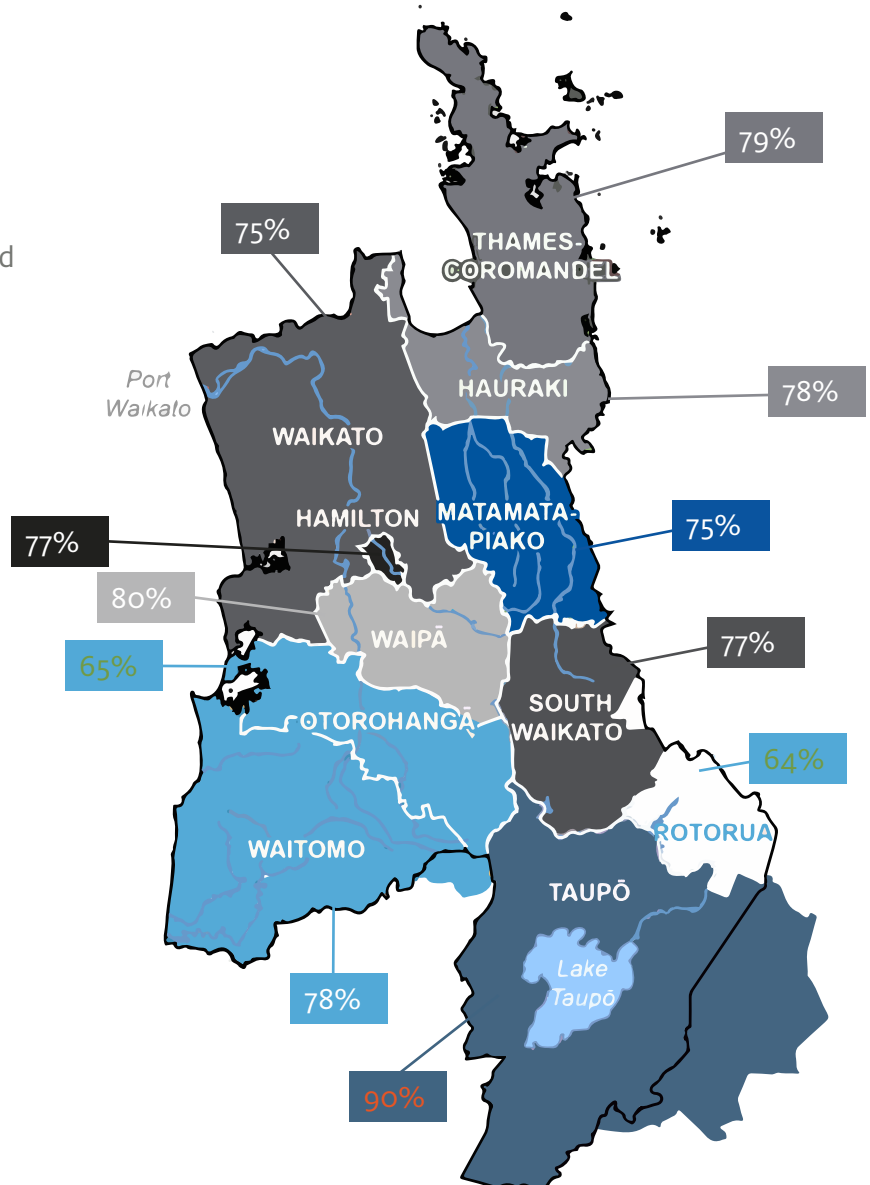 79%
75%
d
THAMES-
COROMANDEL
Port
Waikato
HAURAKI
78%
WAIKATO
HAMILTON
MATAMATA-
PIAKO
75%
77%
80%
WAIPĀ
77%
65%
SOUTH
WAIKATO
OTOROHANGĀ
64%
ROTORUA
WAITOMO
TAUPŌ
Lake
Taupō
78%
90%